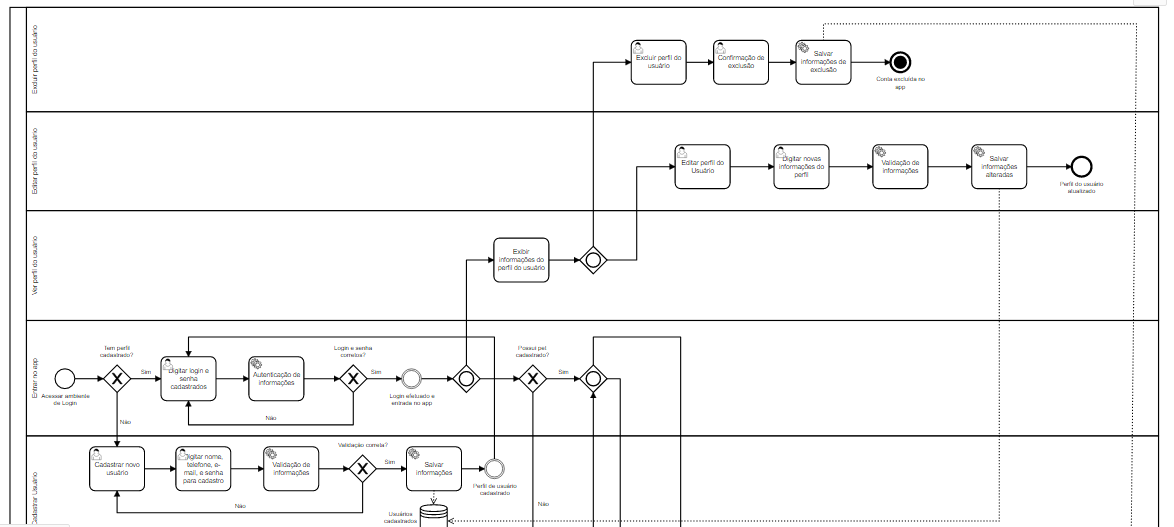 Excluir perfil do usuário
Excluir perfil do
usuário
Confirmação de
exclusão
Salvar
informações de
exclusão
Conta excluída no
app
Editar perfil do usuário
Editar perfil do
Usuário
Digitar novas
informações do
perfil
Validação de
informações
Salvar
informações
alteradas
Perfil do usuário
atualizado
Ver perfil do usuário
Exibir
informações do
perfil do usuário
Entrar no app
Acessar ambiente
de Login
Tem perfil
cadastrado?
Sim
Não
Digitar login e
senha
cadastrados
Autenticação de
informações
Login e senha
corretos?
Sim
Não
Login efetuado e
entrada no app
Possui pet
cadastrado?
Sim
Não
Cadastrar Usuário
Cadastrar novo
usuário
Digitar nome,
telefone, e-
mail, e senha
para cadastro
Validação de
informações
Validação correta?
Sim
Não
Salvar
informações
Perfil de usuário
cadastrado
Usuários
cadastrados